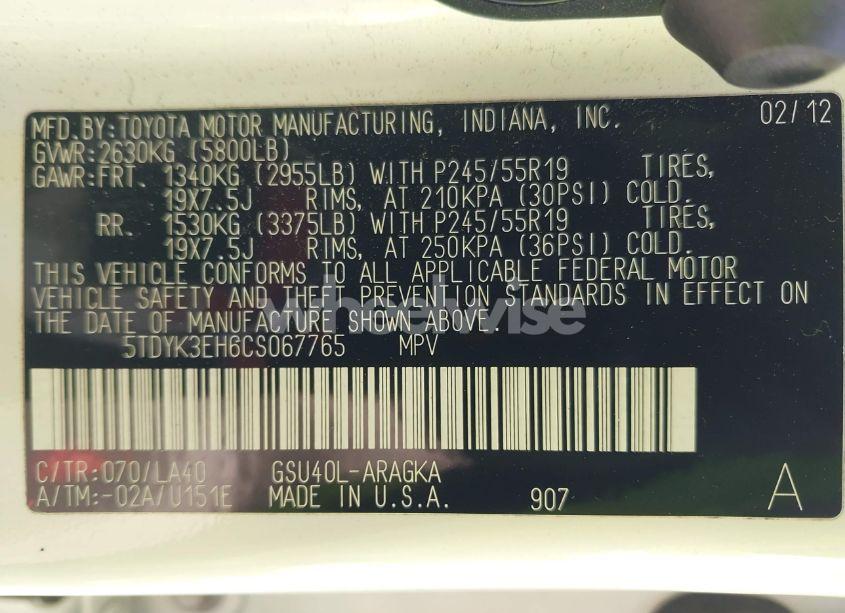 MFD.BY:TOYOTA MOTOR MANUFACTURING, INDIANA, INC. 02/12
GVWR:2630KG (5800LB)
GAWR:FRT. 1340KG (2955LB) WITH P245/55R19 TIRES,
19X7.5J RIMS, AT 210KPA (30PSI) COLD.
RR. 1530KG (3375LB) WITH P245/55R19 TIRES,
19X7.5J RIMS, AT 250KPA (36PSI) COLD.
THIS VEHICLE CONFORMS TO ALL APPLICABLE FEDERAL MOTOR
VEHICLE SAFETY AND THEFT PREVENTION STANDARDS IN EFFECT ON
THE DATE OF MANUFACTURE SHOWN ABOVE.
wheelwise
5TDYK3EH6CS067765 MPV
C/TR:070/LA40 GSU40L-ARAGKA
A/TM:-02A/U151E MADE IN U.S.A. 907 A